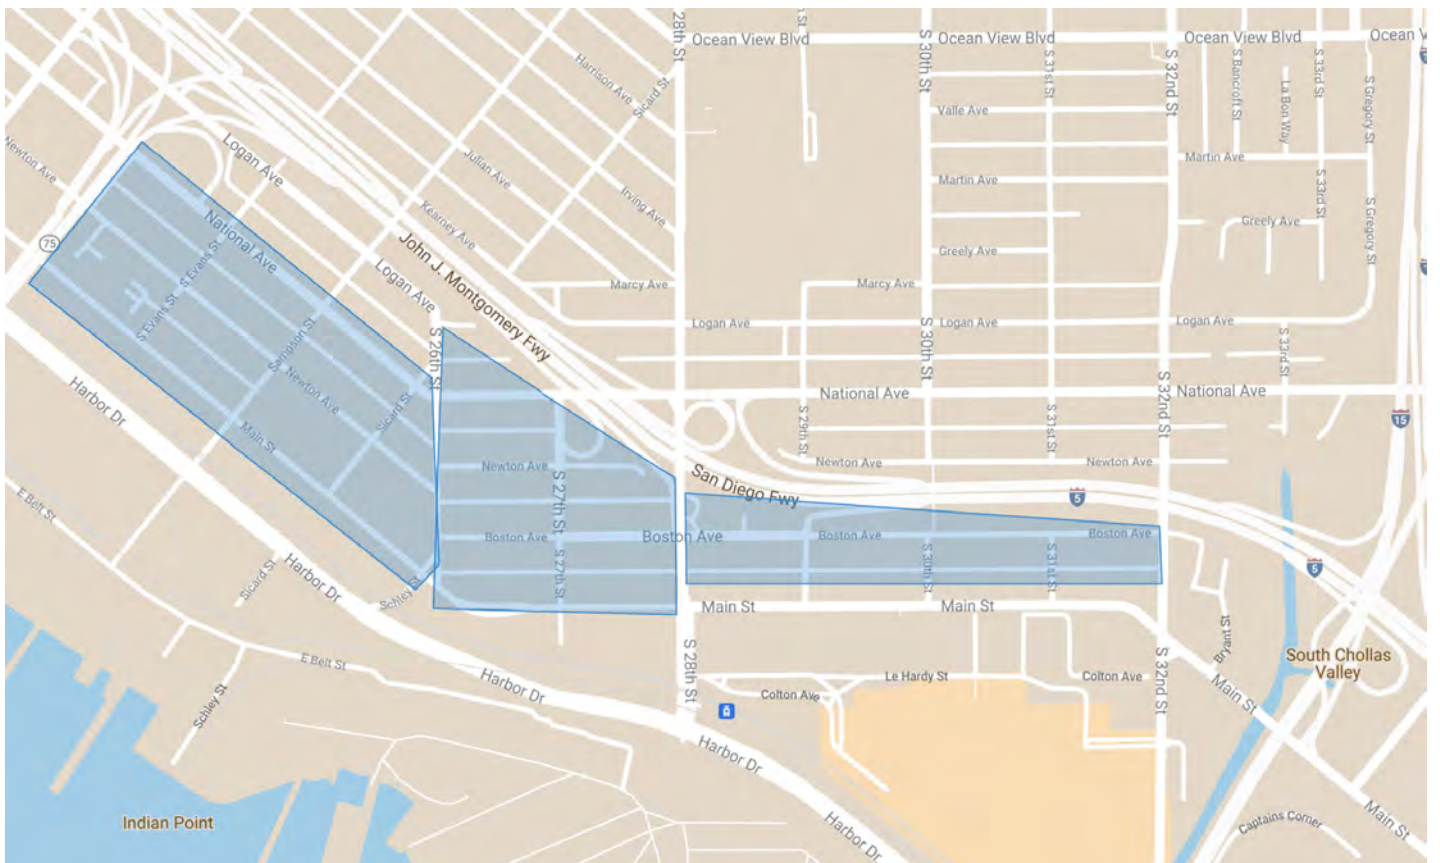 28th St
Ocean View Blvd
S 30th St
Ocean View Blvd
S 31st St
S 32nd St
Ocean View Blvd
S Bancroft St
La Bon Way
S 33rd St
S Gregory St
Ocean V
Harrison Ave
Sicard St
Valle Ave
Newton Ave
Logan Ave
Julian Ave
Irving Ave
Martin Ave
Martin Ave
S 33rd St
S Gregory St
Kearney Ave
National Ave
75
S Evans St
John J. Montgomery Fwy
Greely Ave
Greely Ave
Logan Ave
Marcy Ave
Marcy Ave
S Evans St
Sampson St
S 26th St
Logan Ave
S 30th St
Logan Ave
Logan Ave
S 33rd St
Harbor Dr
Newton Ave
Sicard St
National Ave
S 32nd St
National Ave
S 29th St
S 31st St
15
Main St
Newton Ave
Newton Ave
Newton Ave
San Diego Fwy
5
E Belt St
S 27th St
Boston Ave
Boston Ave
Boston Ave
Boston Ave
S 27th St
S 30th St
S 31st St
5
Sicard St
Harbor Dr
Schley St
Main St
Main St
Bryant St
South Chollas
Valley
E Belt St
Schley St
Harbor Dr
S 28th St
Le Hardy St
Colton Ave
Colton Ave
S 32nd St
Main St
Harbor Dr
Indian Point
Harbor Dr
Captains Corner
Main St